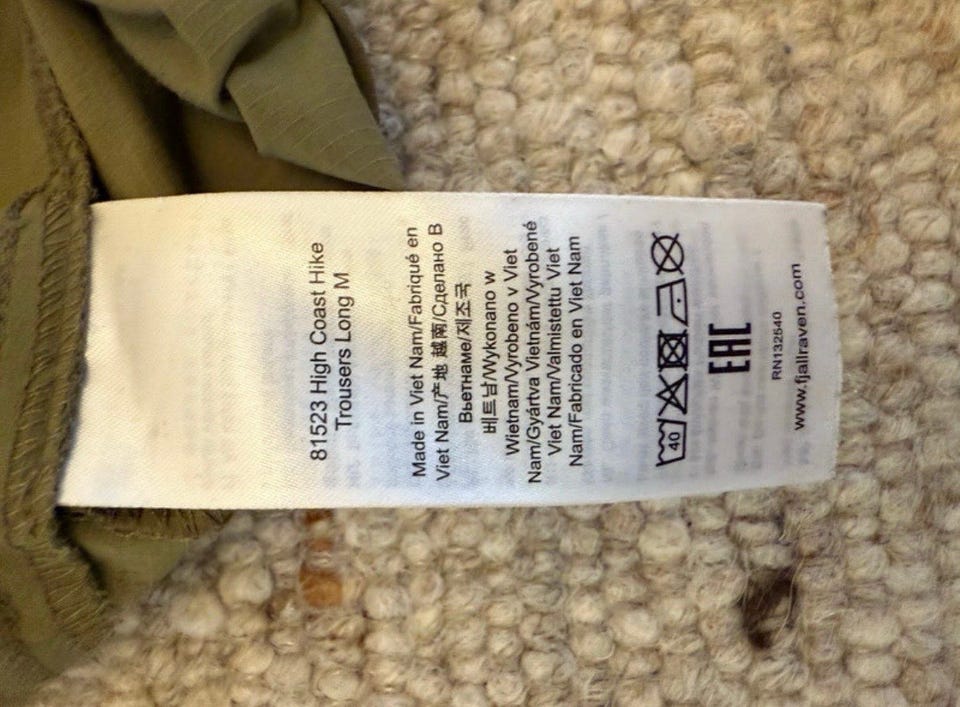 81523 High Coast Hike
Trousers Long M
Made in Viet Nam/Fabriqué en
Viet Nam/产地 越南/Сделано В
Вьетнаме/제조국
베트남/Wykonano w
Wietnam/Vyrobeno v Viet
Nam/Gyártva Vietnám/Vyrobené
Viet Nam/Valmistettu Viet
Nam/Fabricado en Viet Nam
40
EAC
RN132540
www.fjallraven.com